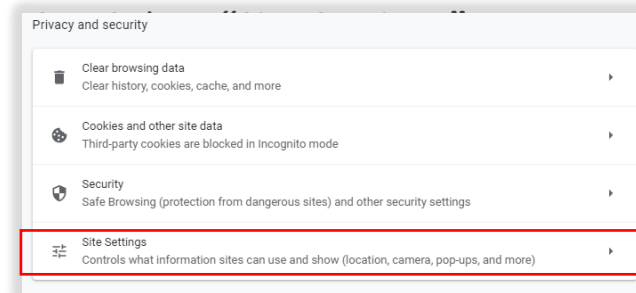 Privacy and security
Clear browsing data
Clear history, cookies, cache, and more
Cookies and other site data
Third-party cookies are blocked in Incognito mode
Security
Safe Browsing (protection from dangerous sites) and other security settings
Site Settings
Controls what information sites can use and show (location, camera, pop-ups, and more)